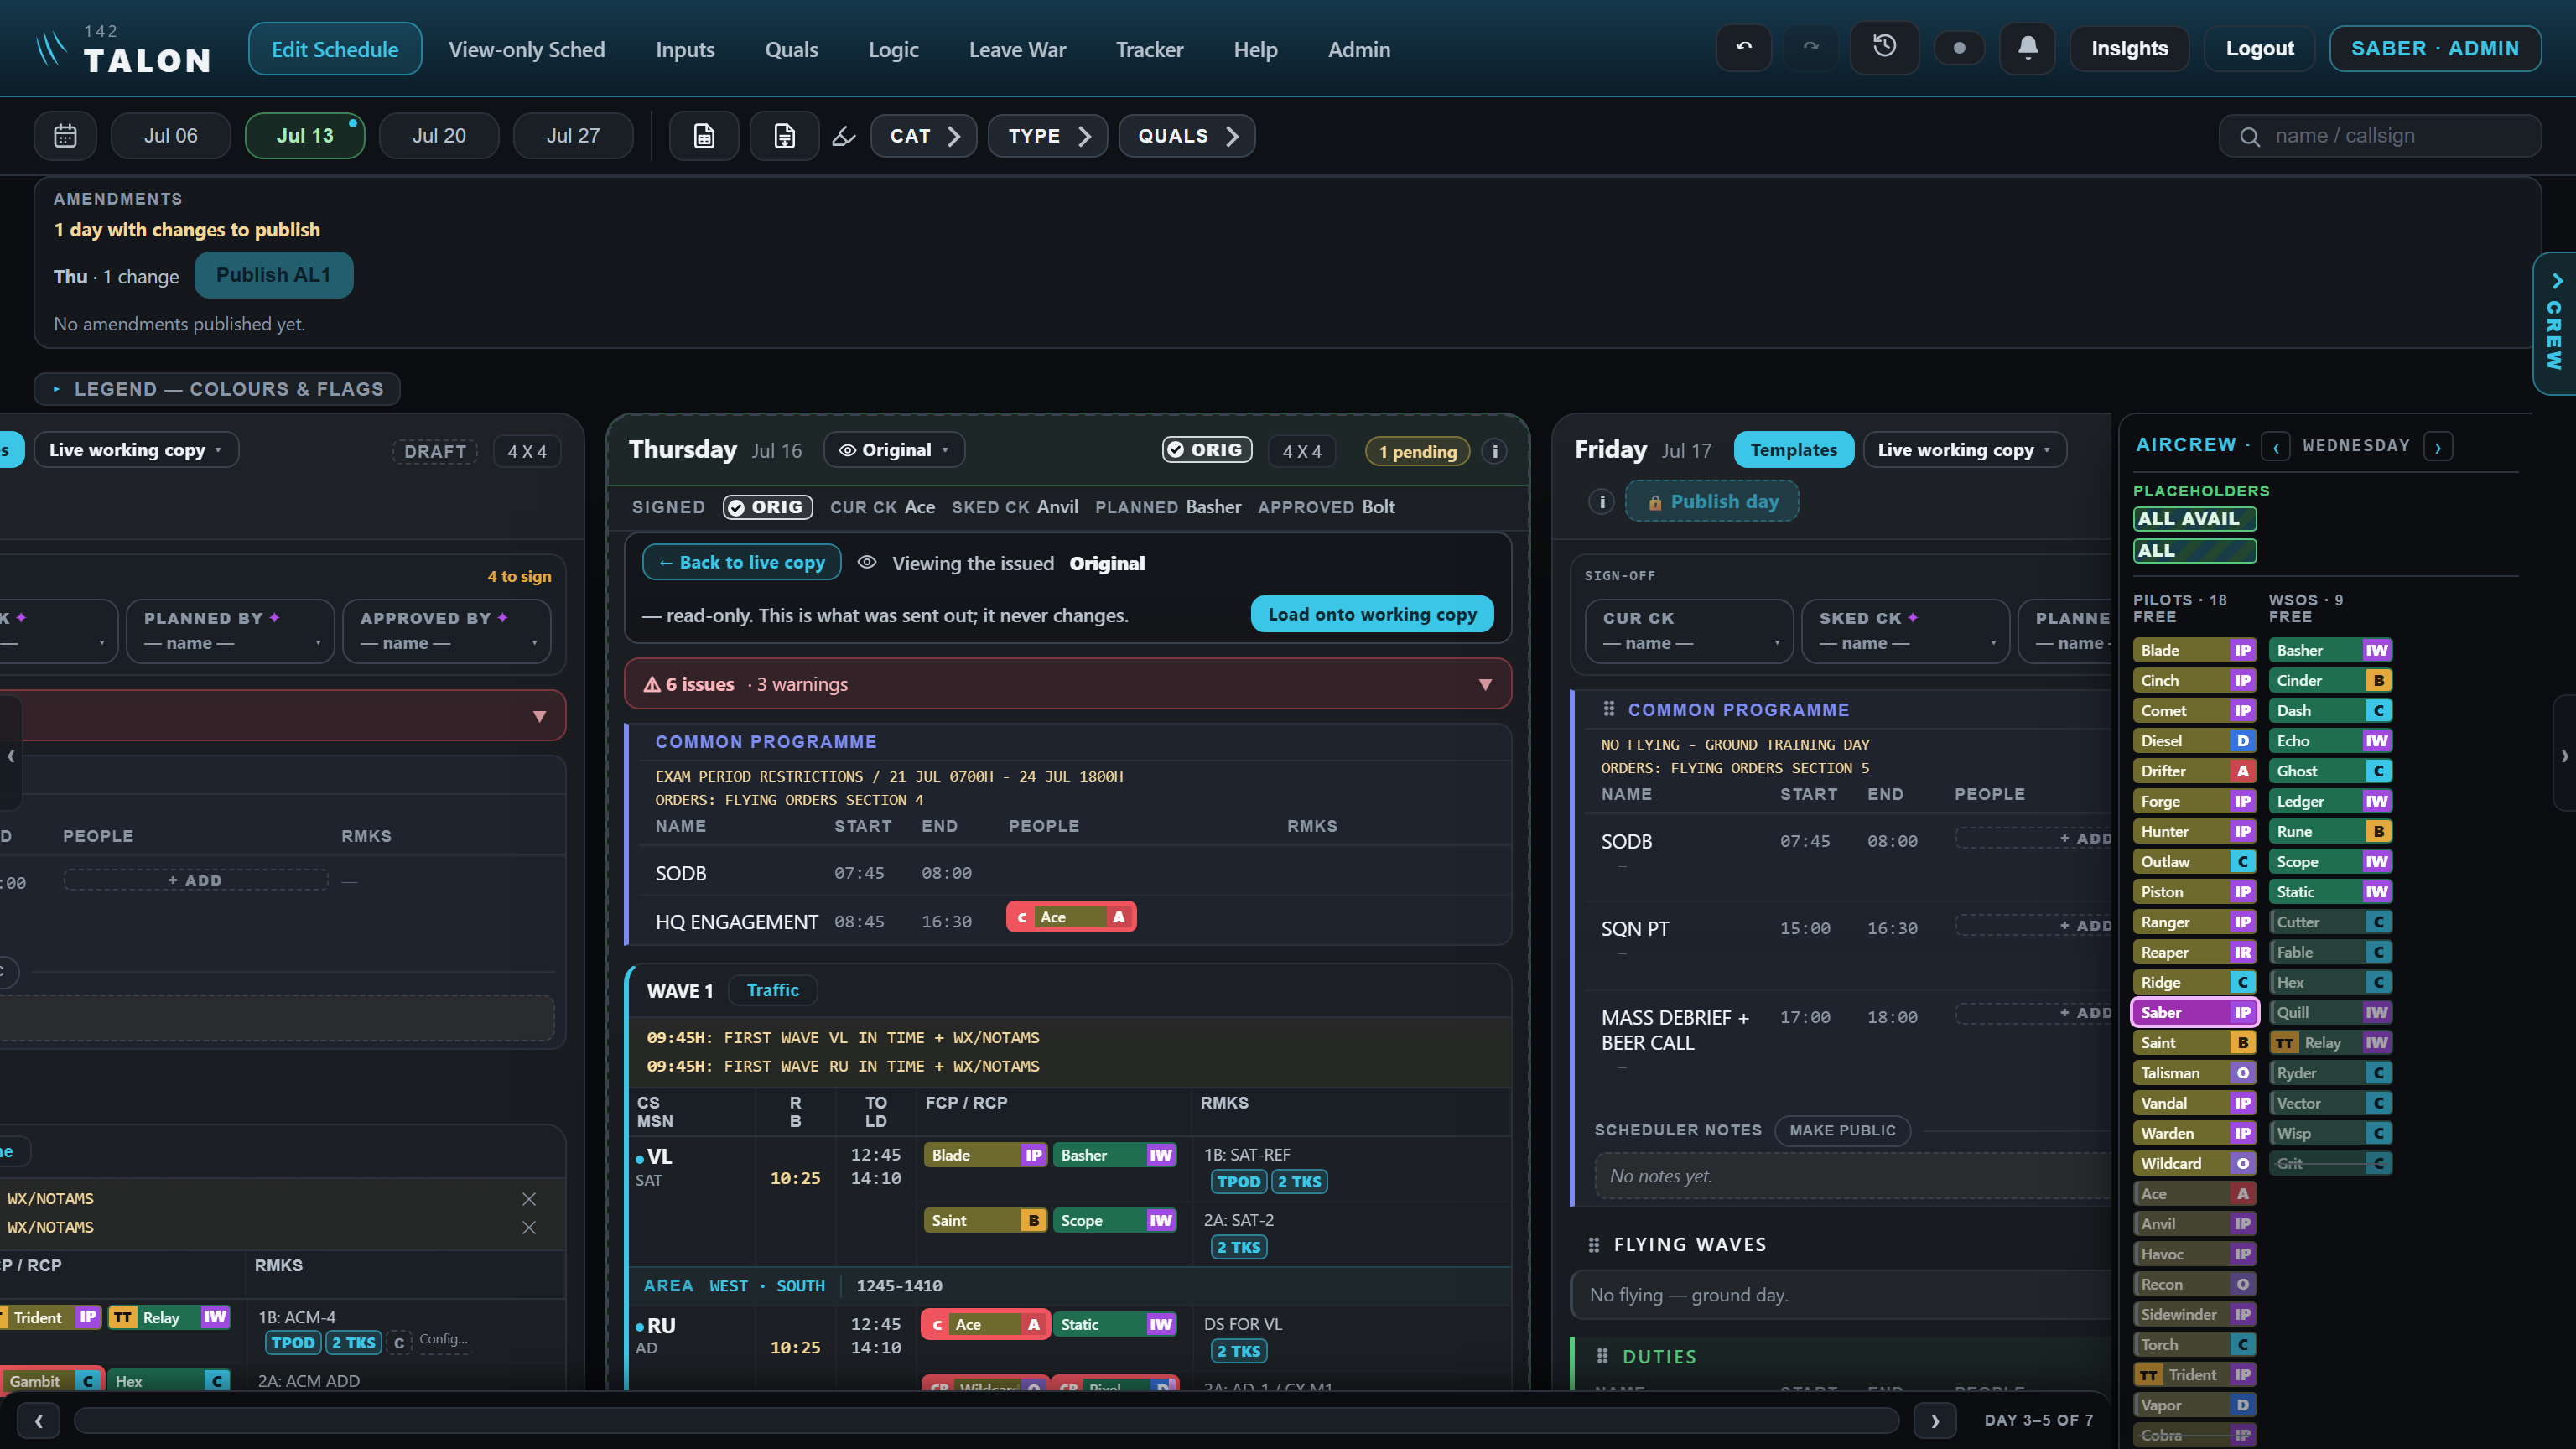 142
TALON
Edit Schedule
View-only Sched
Inputs
Quals
Logic
Leave War
Tracker
Help
Admin
Insights
Logout
SABER · ADMIN
Jul 06
Jul 13
Jul 20
Jul 27
CAT
TYPE
QUALS
name / callsign
AMENDMENTS
1 day with changes to publish
Thu · 1 change
Publish AL1
No amendments published yet.
CREW
LEGEND — COLOURS & FLAGS
Live working copy
DRAFT
4 X 4
4 to sign
PLANNED BY
— name —
APPROVED BY
— name —
PEOPLE
RMKS
:00
+ ADD
—
WX/NOTAMS
WX/NOTAMS
P / RCP
RMKS
Trident IP
TT Relay IW
1B: ACM-4
TPOD 2 TKS C Config...
Gambit C
Hex C
2A: ACM ADD
Thursday Jul 16
Original
ORIG
4 X 4
1 pending
i
SIGNED ORIG CUR CK Ace SKED CK Anvil PLANNED Basher APPROVED Bolt
← Back to live copy
Viewing the issued Original
— read-only. This is what was sent out; it never changes.
Load onto working copy
6 issues · 3 warnings
COMMON PROGRAMME
EXAM PERIOD RESTRICTIONS / 21 JUL 0700H - 24 JUL 1800H
ORDERS: FLYING ORDERS SECTION 4
NAME START END PEOPLE RMKS
SODB 07:45 08:00
HQ ENGAGEMENT 08:45 16:30 C Ace A
WAVE 1 Traffic
09:45H: FIRST WAVE VL IN TIME + WX/NOTAMS
09:45H: FIRST WAVE RU IN TIME + WX/NOTAMS
CS R TO FCP / RCP RMKS
MSN B LD
VL
SAT
10:25
12:45
14:10
Blade IP
Basher IW
1B: SAT-REF
TPOD 2 TKS
Saint B
Scope IW
2A: SAT-2
2 TKS
AREA WEST · SOUTH 1245-1410
RU
AD
10:25
12:45
14:10
C Ace A
Static IW
DS FOR VL
2 TKS
Friday Jul 17
Templates
Live working copy
i
Publish day
SIGN-OFF
CUR CK
— name —
SKED CK
— name —
— name
COMMON PROGRAMME
NO FLYING - GROUND TRAINING DAY
ORDERS: FLYING ORDERS SECTION 5
NAME START END PEOPLE
SODB 07:45 08:00 + ADD
—
SQN PT 15:00 16:30 + ADD
—
MASS DEBRIEF + 17:00 18:00 + ADD
BEER CALL
—
SCHEDULER NOTES MAKE PUBLIC
No notes yet.
FLYING WAVES
No flying — ground day.
DUTIES
AIRCREW · WEDNESDAY
PLACEHOLDERS
ALL AVAIL
ALL
PILOTS · 18
FREE
WSOS · 9
FREE
Blade IP
Cinch IP
Comet IP
Diesel D
Drifter A
Forge IP
Hunter IP
Outlaw C
Piston IP
Ranger IP
Reaper IR
Ridge C
Saber IP
Saint B
Talisman O
Vandal IP
Warden IP
Wildcard O
Ace A
Anvil IP
Havoc IP
Recon O
Sidewinder IP
Torch C
TT Trident IP
Vapor D
Cobra IP
Basher IW
Cinder B
Dash C
Echo IW
Ghost C
Ledger IW
Rune B
Scope IW
Static IW
Cutter C
Fable C
Hex C
Quill IW
TT Relay IW
Ryder C
Vector C
Wisp C
Grit C
DAY 3–5 OF 7